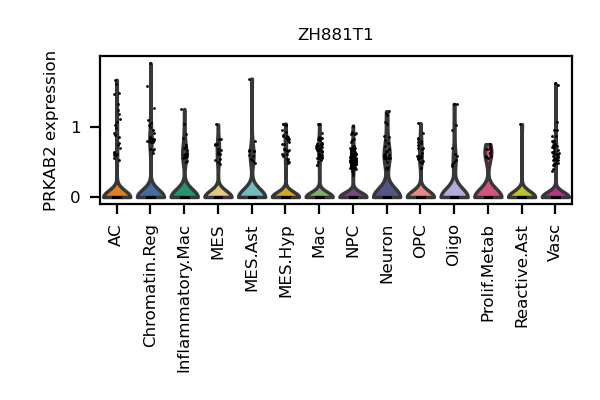 ZH881T1
PRKAB2 expression
1
0
AC
Chromatin.Reg
Inflammatory.Mac
MES
MES.Ast
MES.Hyp
Mac
NPC
Neuron
OPC
Oligo
Prolif.Metab
Reactive.Ast
Vasc